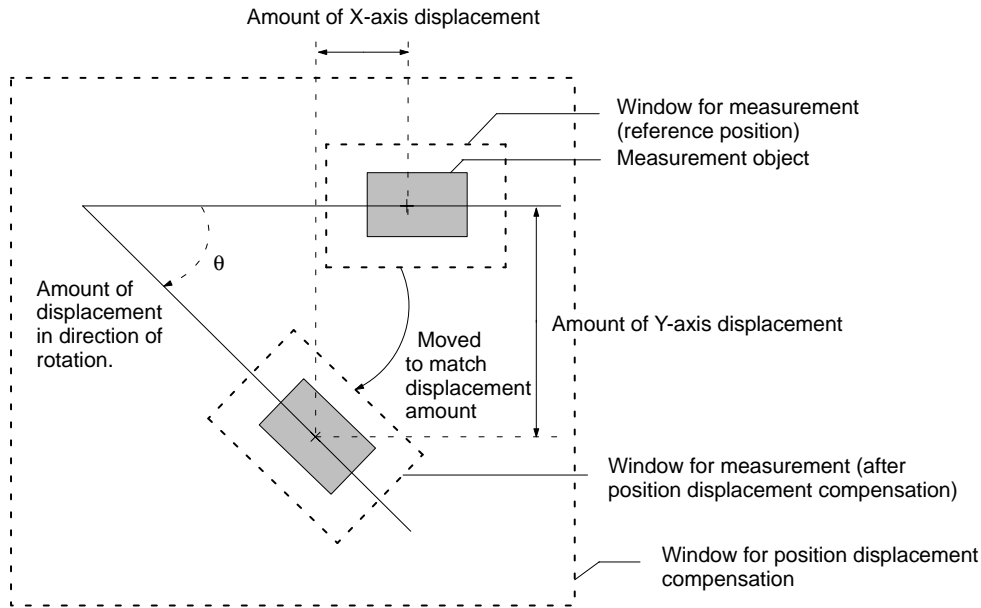 Amount of X-axis displacement
Window for measurement
(reference position)
Measurement object
θ
Amount of
displacement
in direction of
rotation.
Amount of Y-axis displacement
Moved
to match
displacement
amount
Window for measurement (after
position displacement compensation)
Window for position displacement
compensation